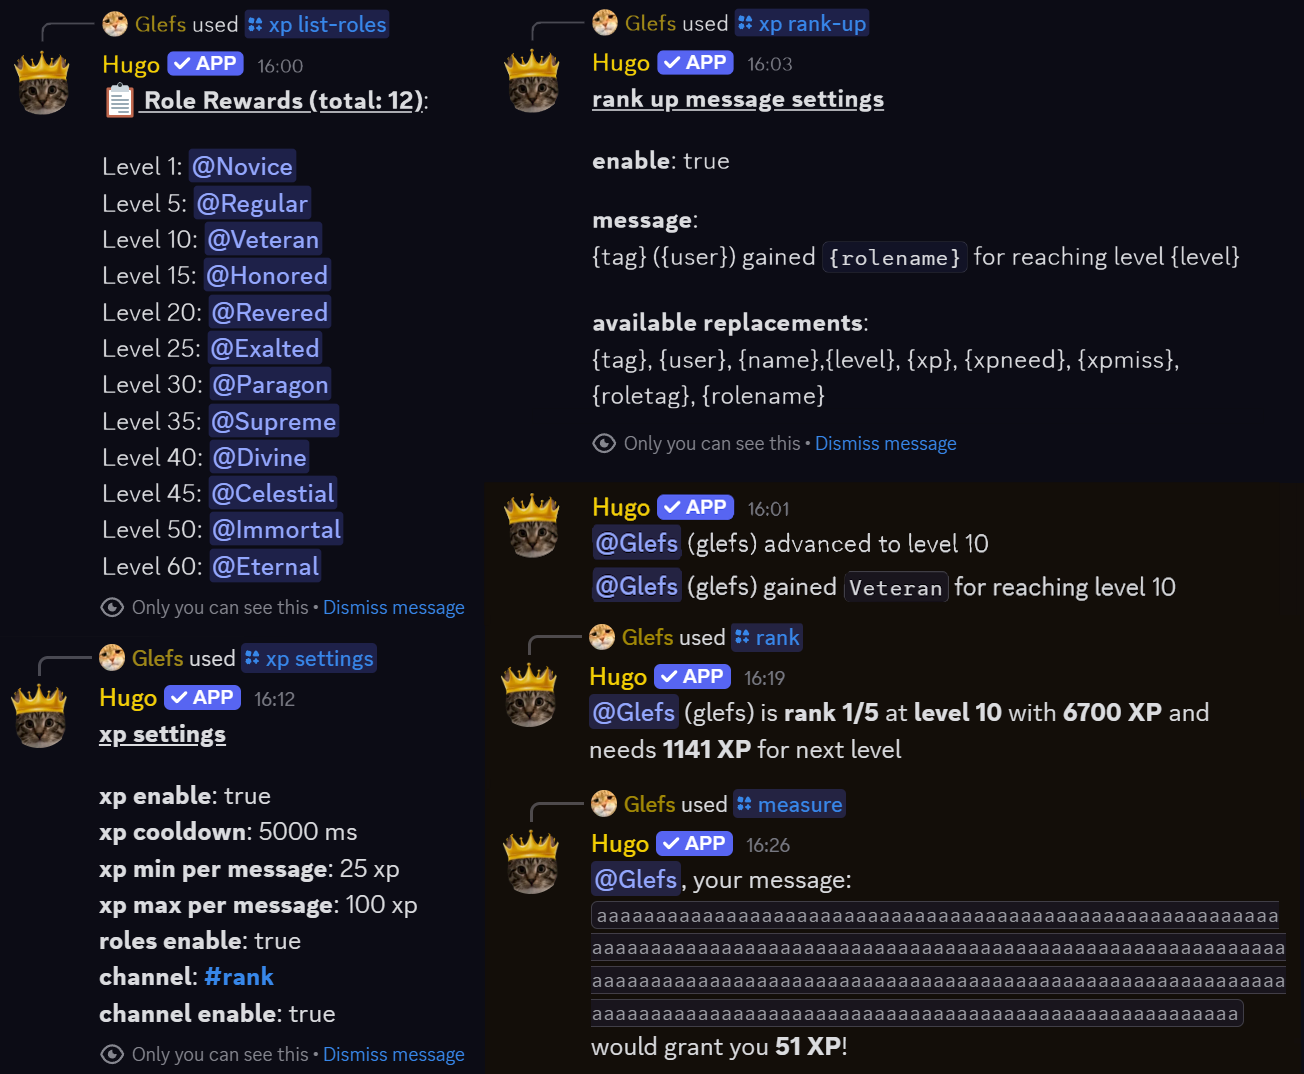 Glefs used xp list-roles
Hugo ✓ APP 16:00
📋 Role Rewards (total: 12):
Level 1: @Novice
Level 5: @Regular
Level 10: @Veteran
Level 15: @Honored
Level 20: @Revered
Level 25: @Exalted
Level 30: @Paragon
Level 35: @Supreme
Level 40: @Divine
Level 45: @Celestial
Level 50: @Immortal
Level 60: @Eternal
Only you can see this • Dismiss message
Glefs used xp settings
Hugo ✓ APP 16:12
xp settings
xp enable: true
xp cooldown: 5000 ms
xp min per message: 25 xp
xp max per message: 100 xp
roles enable: true
channel: #rank
channel enable: true
Only you can see this • Dismiss message
Glefs used xp rank-up
Hugo ✓ APP 16:03
rank up message settings
enable: true
message:
{tag} ({user}) gained {rolename} for reaching level {level}
available replacements:
{tag}, {user}, {name},{level}, {xp}, {xpneed}, {xpmiss},
{roletag}, {rolename}
Only you can see this • Dismiss message
Hugo ✓ APP 16:01
@Glefs (glefs) advanced to level 10
@Glefs (glefs) gained Veteran for reaching level 10
Glefs used rank
Hugo ✓ APP 16:19
@Glefs (glefs) is rank 1/5 at level 10 with 6700 XP and
needs 1141 XP for next level
Glefs used measure
Hugo ✓ APP 16:26
@Glefs, your message:
aaaaaaaaaaaaaaaaaaaaaaaaaaaaaaaaaaaaaaaaaaaaaaaaaaaaaaaaaa
aaaaaaaaaaaaaaaaaaaaaaaaaaaaaaaaaaaaaaaaaaaaaaaaaaaaaaaaaaa
aaaaaaaaaaaaaaaaaaaaaaaaaaaaaaaaaaaaaaaaaaaaaaaaaaaaaaaaaaa
aaaaaaaaaaaaaaaaaaaaaaaaaaaaaaaaaaaaaaaaaaaaaaaaaaaaaaa
would grant you 51 XP!